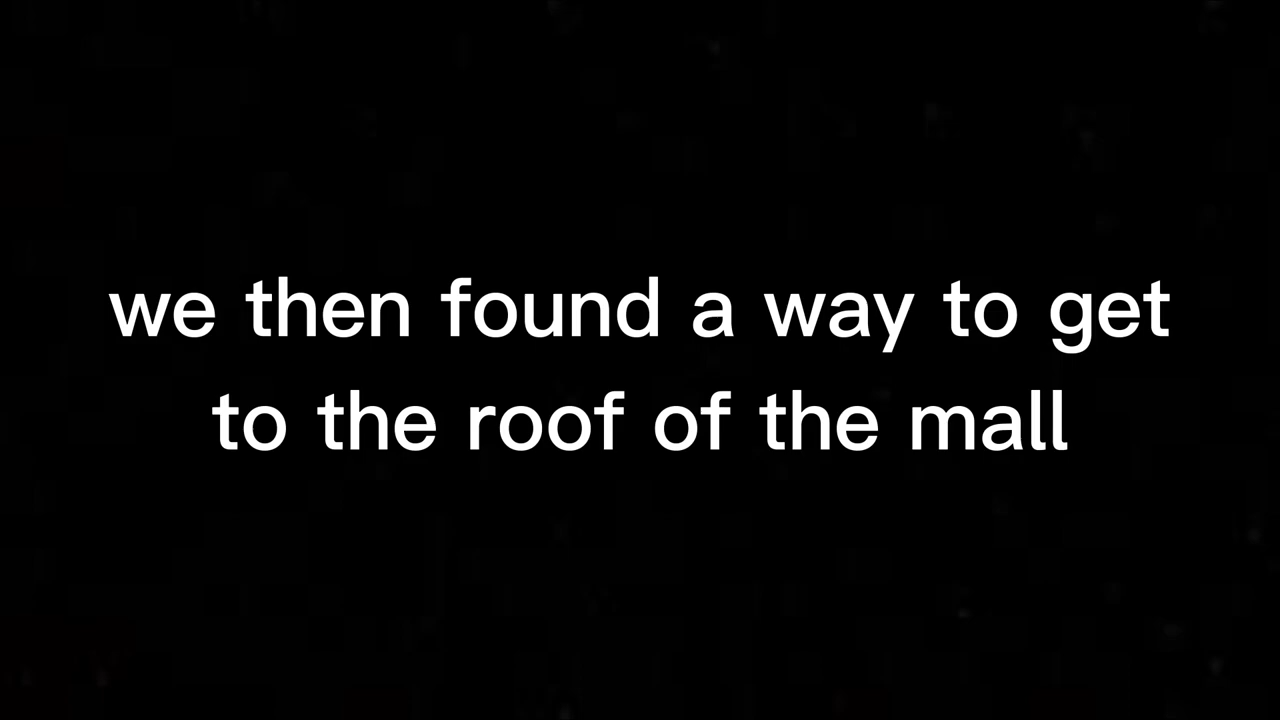 we then found a way to get
to the roof of the mall